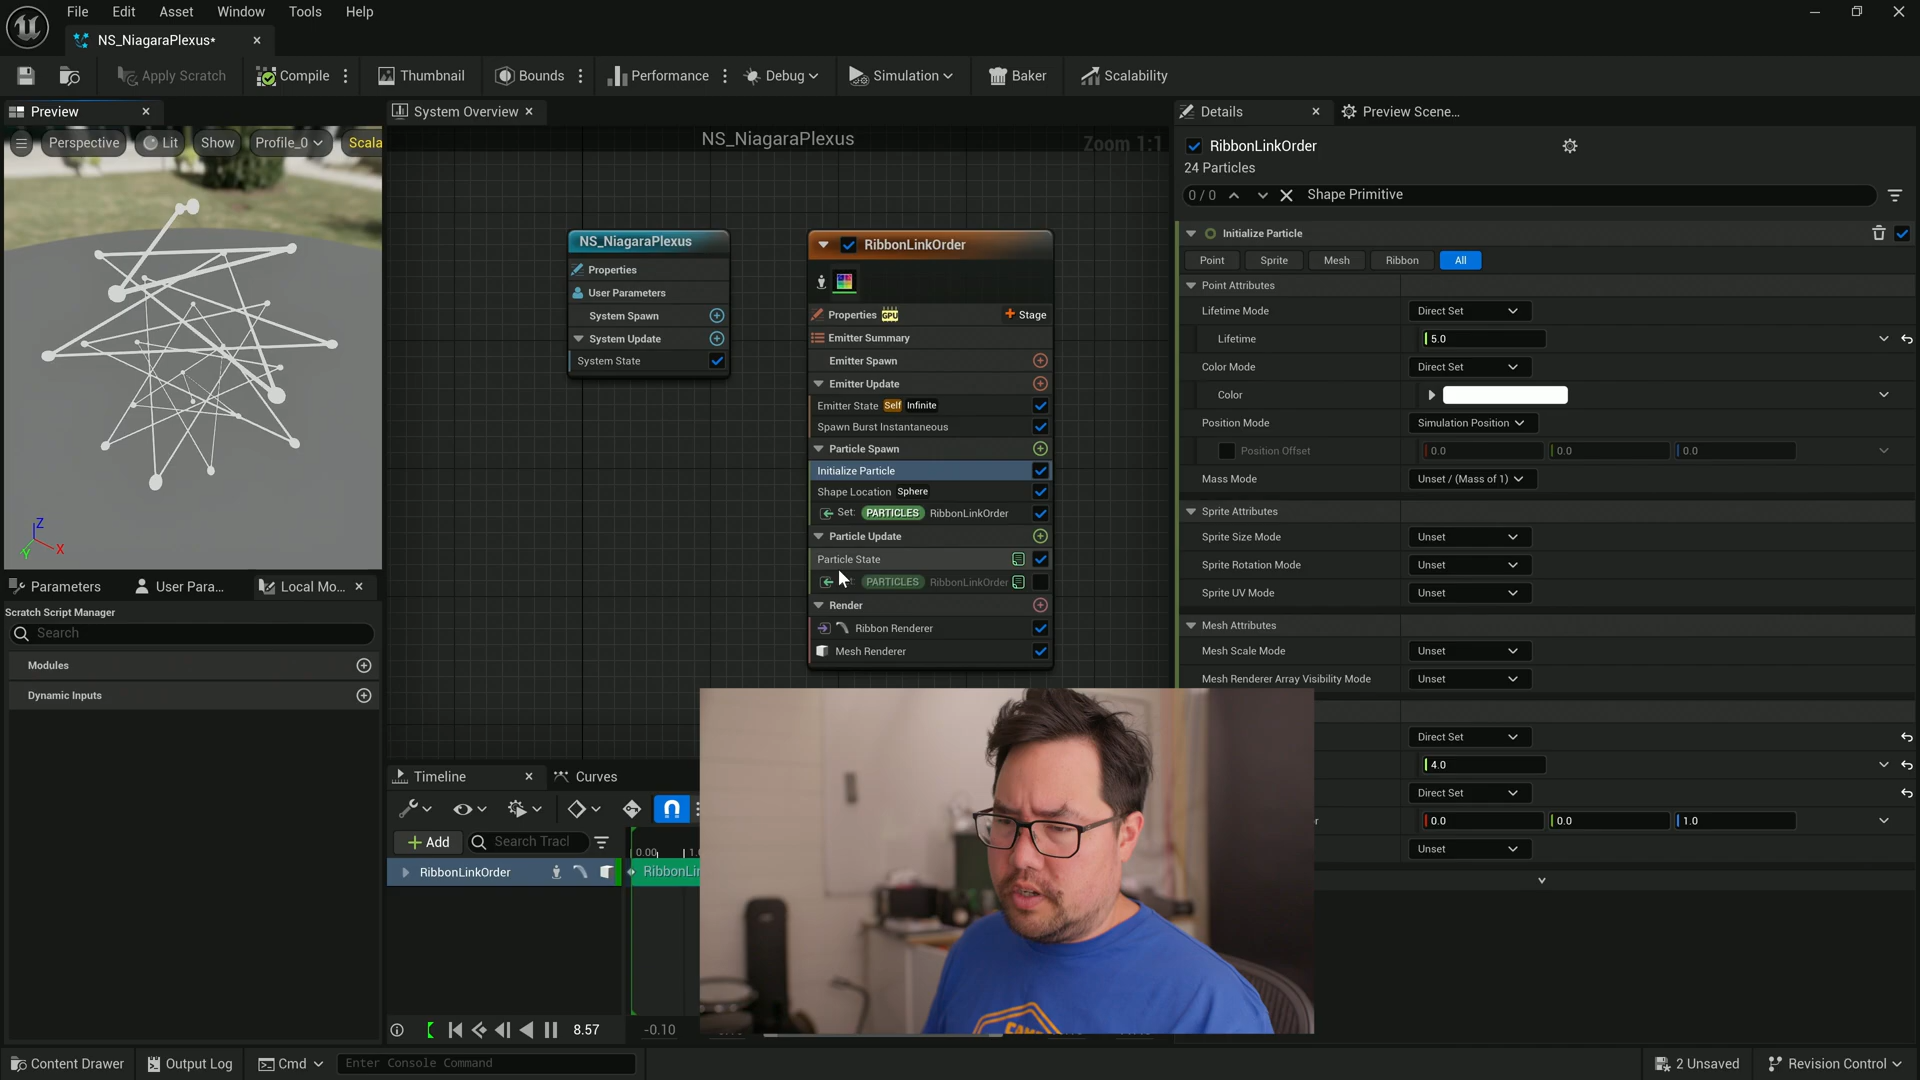 File Edit Asset Window Tools Help
NS_NiagaraPlexus*
Apply Scratch Compile Thumbnail Bounds Performance Debug Simulation Baker Scalability
Preview
System Overview
Details
Preview Scene...
Perspective Lit Show Profile_0 Scala
NS_NiagaraPlexus
Zoom 1:1
RibbonLinkOrder
24 Particles
0 / 0 Shape Primitive
Z
X
Y
NS_NiagaraPlexus
Properties
User Parameters
System Spawn
System Update
System State
RibbonLinkOrder
Properties GPU Stage
Emitter Summary
Emitter Spawn
Emitter Update
Emitter State Self Infinite
Spawn Burst Instantaneous
Particle Spawn
Initialize Particle
Shape Location Sphere
Set: PARTICLES RibbonLinkOrder
Particle Update
Particle State
PARTICLES RibbonLinkOrder
Render
Ribbon Renderer
Mesh Renderer
Initialize Particle
Point Sprite Mesh Ribbon All
Point Attributes
Lifetime Mode Direct Set
Lifetime 5.0
Color Mode Direct Set
Color
Position Mode Simulation Position
Position Offset 0.0 0.0 0.0
Mass Mode Unset / (Mass of 1)
Sprite Attributes
Sprite Size Mode Unset
Sprite Rotation Mode Unset
Sprite UV Mode Unset
Mesh Attributes
Mesh Scale Mode Unset
Mesh Renderer Array Visibility Mode Unset
Direct Set
4.0
Direct Set
r 0.0 0.0 1.0
Unset
Parameters User Para... Local Mo...
Scratch Script Manager
Search
Modules
Dynamic Inputs
Timeline Curves
Add Search Tracl
0.00 1.0
RibbonLinkOrder RibbonLin
8.57 -0.10
Content Drawer Output Log Cmd Enter Console Command
2 Unsaved Revision Control